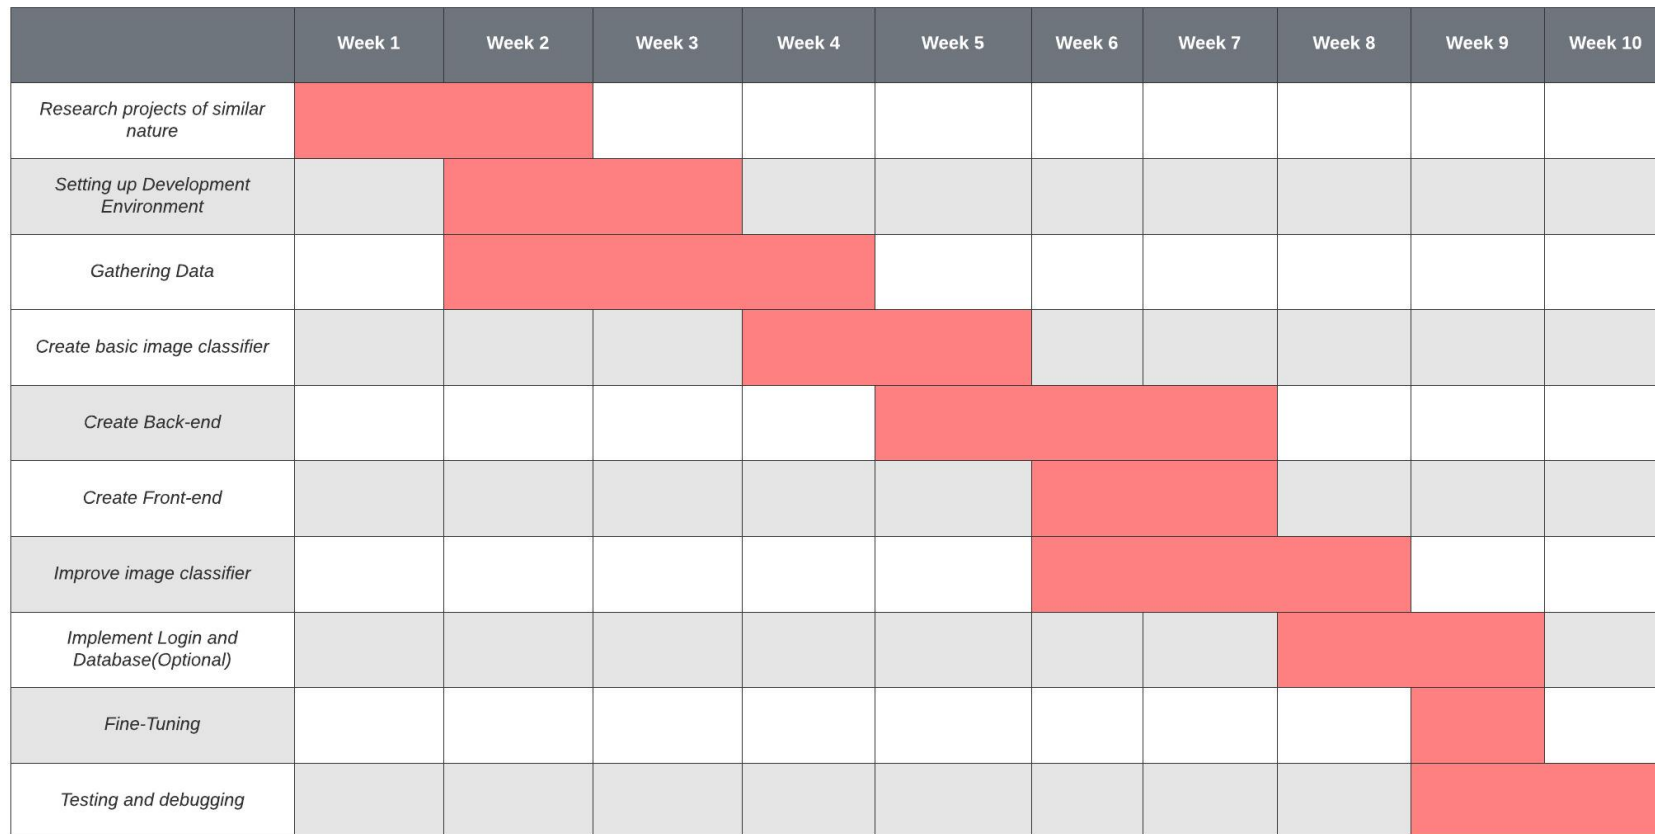 Week 1 Week 2 Week 3 Week 4 Week 5 Week 6 Week 7 Week 8 Week 9 Week 10
Research projects of similar
nature
Setting up Development
Environment
Gathering Data
Create basic image classifier
Create Back-end
Create Front-end
Improve image classifier
Implement Login and
Database(Optional)
Fine-Tuning
Testing and debugging